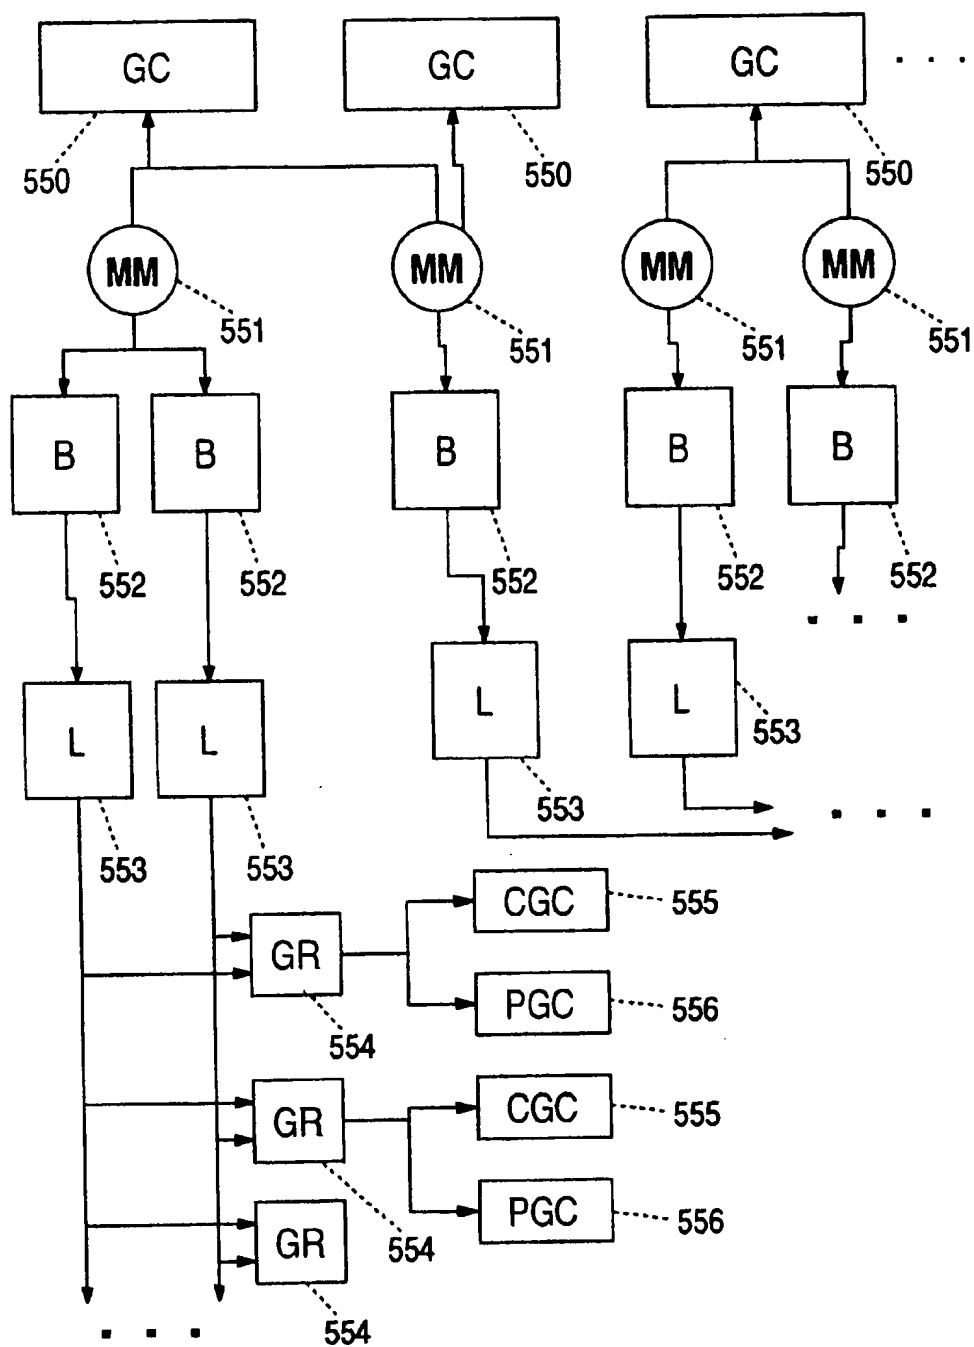 GC GC GC . . .
550 550 550
MM MM MM MM
551 551 551 551
B B B B B
552 552 552 552 552
. . .
L L L L
553
553 . . .
553 553
CGC 555
GR
PGC 556
554
CGC 555
GR
PGC 556
554
GR
554
. . .